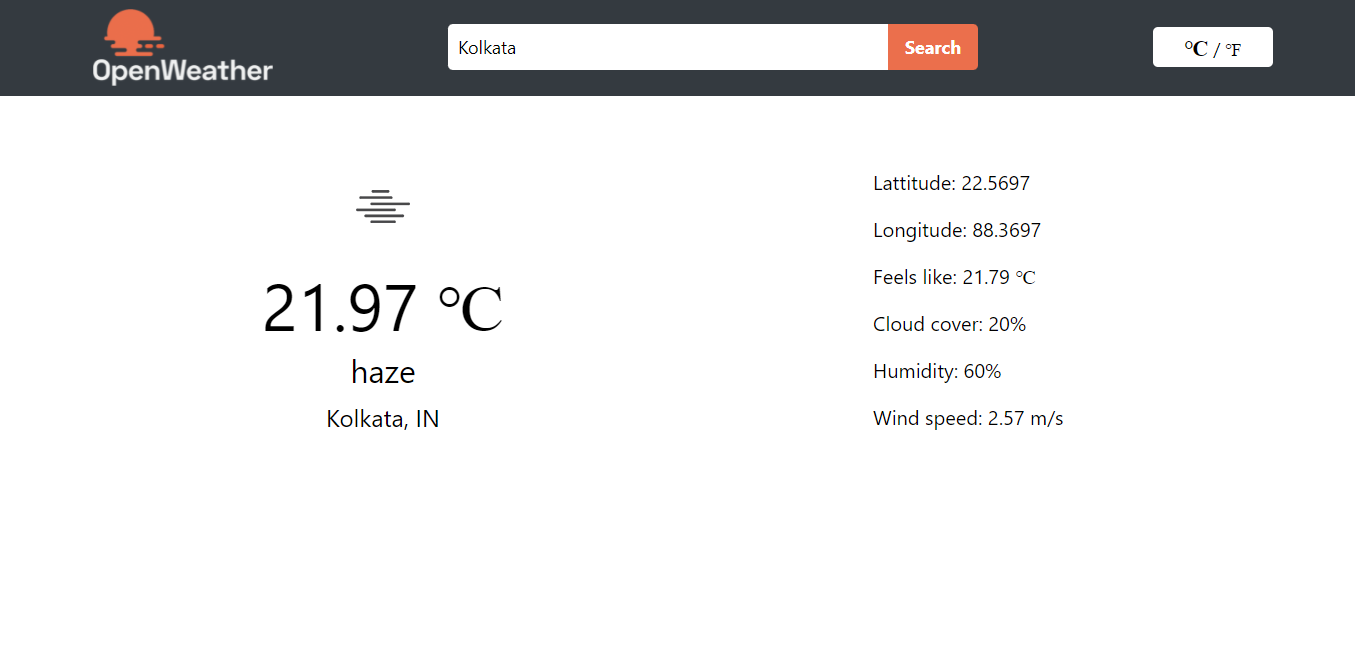 OpenWeather
Kolkata
Search
°C / °F
21.97 °C
haze
Kolkata, IN
Lattitude: 22.5697
Longitude: 88.3697
Feels like: 21.79 °C
Cloud cover: 20%
Humidity: 60%
Wind speed: 2.57 m/s